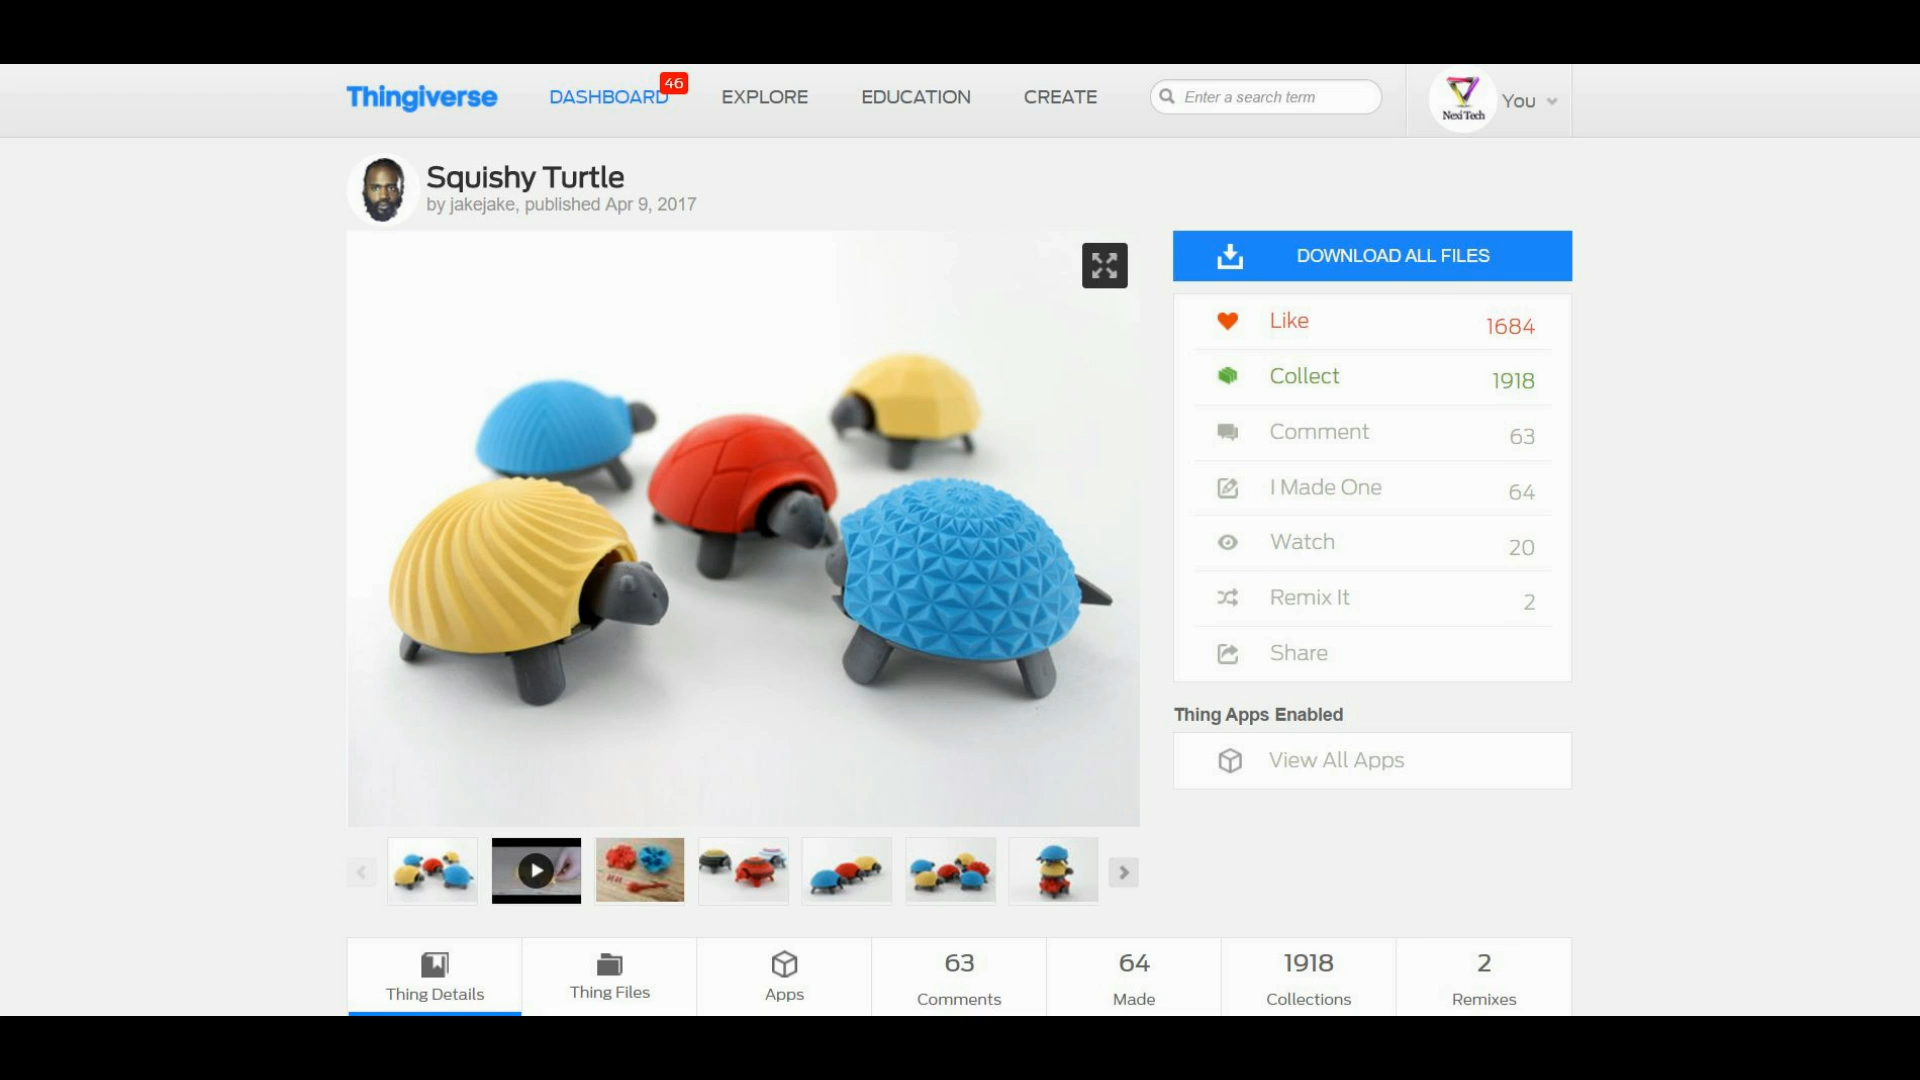 Thingiverse
DASHBOARD
46
EXPLORE
EDUCATION
CREATE
Enter a search term
Nexi Tech
You
Squishy Turtle
by jakejake, published Apr 9, 2017
DOWNLOAD ALL FILES
Like 1684
Collect 1918
Comment 63
I Made One 64
Watch 20
Remix It 2
Share
Thing Apps Enabled
View All Apps
Thing Details
Thing Files
Apps
63
Comments
64
Made
1918
Collections
2
Remixes